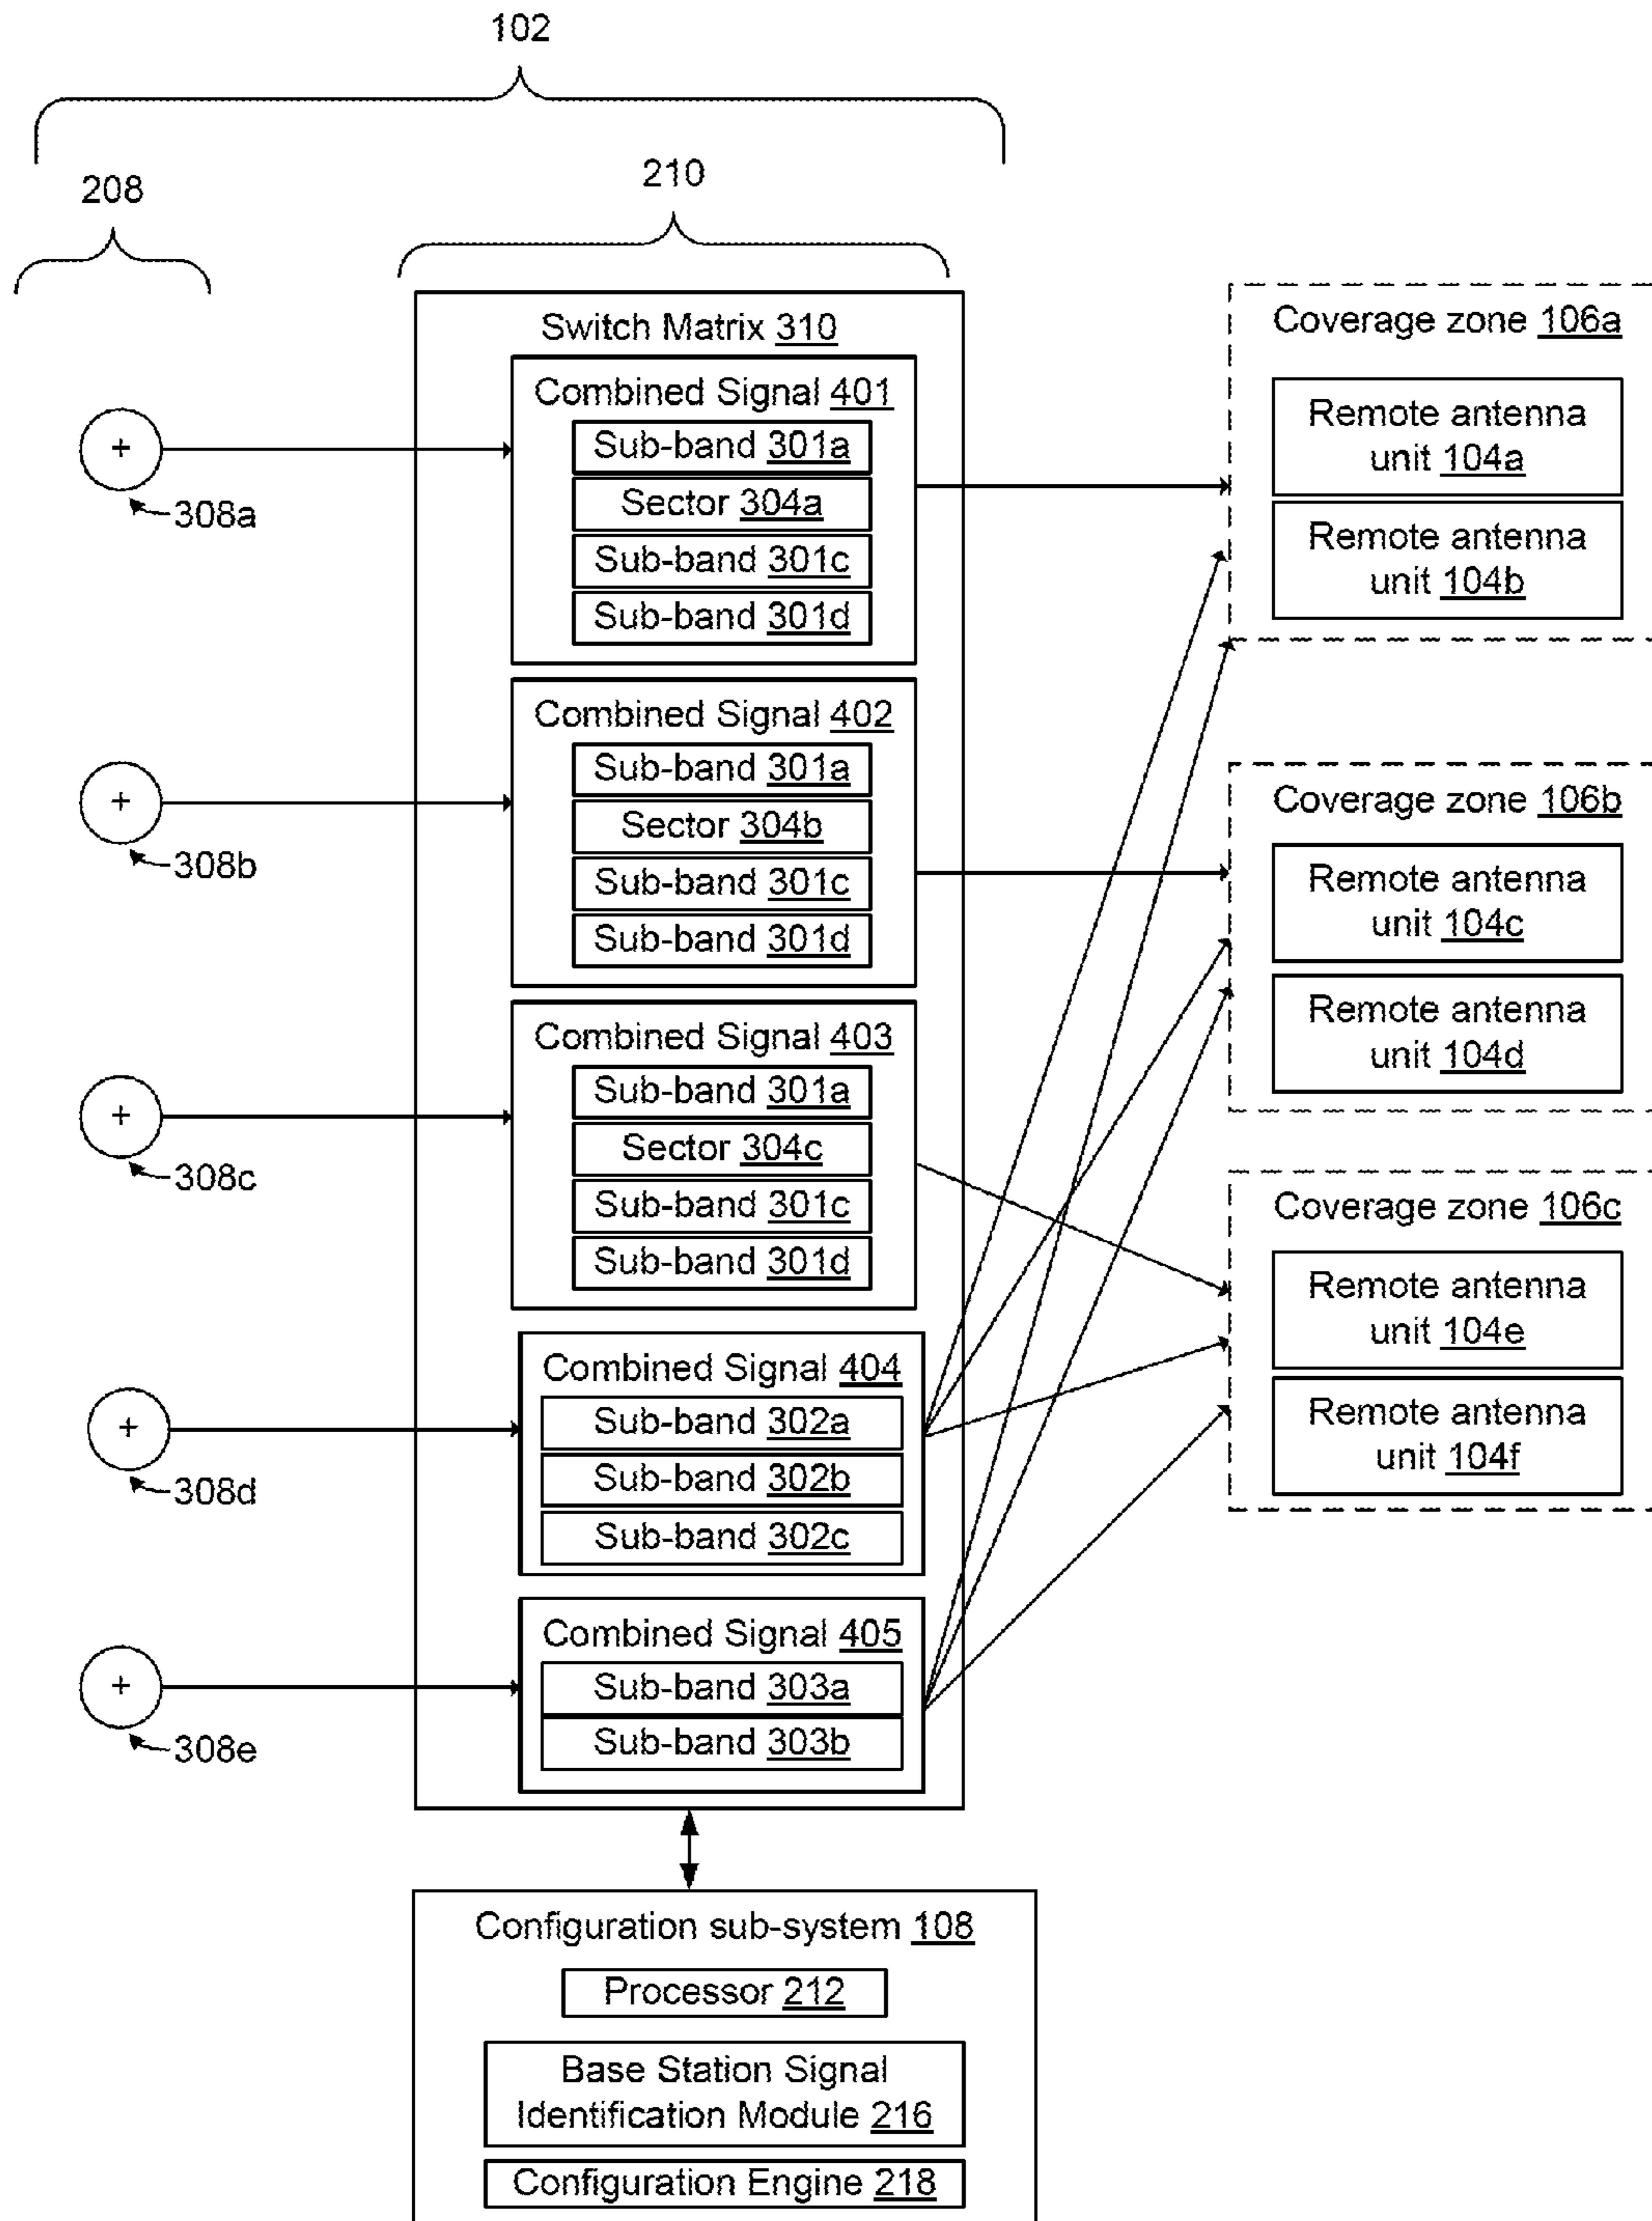 102
210
208
Switch Matrix 310
Combined Signal 401
Sub-band 301a
Sector 304a
Sub-band 301c
Sub-band 301d
+
308a
Combined Signal 402
Sub-band 301a
Sector 304b
Sub-band 301c
Sub-band 301d
+
308b
Combined Signal 403
Sub-band 301a
Sector 304c
Sub-band 301c
Sub-band 301d
+
308c
Combined Signal 404
Sub-band 302a
Sub-band 302b
Sub-band 302c
+
308d
Combined Signal 405
Sub-band 303a
Sub-band 303b
+
308e
Coverage zone 106a
Remote antenna
unit 104a
Remote antenna
unit 104b
Coverage zone 106b
Remote antenna
unit 104c
Remote antenna
unit 104d
Coverage zone 106c
Remote antenna
unit 104e
Remote antenna
unit 104f
Configuration sub-system 108
Processor 212
Base Station Signal
Identification Module 216
Configuration Engine 218